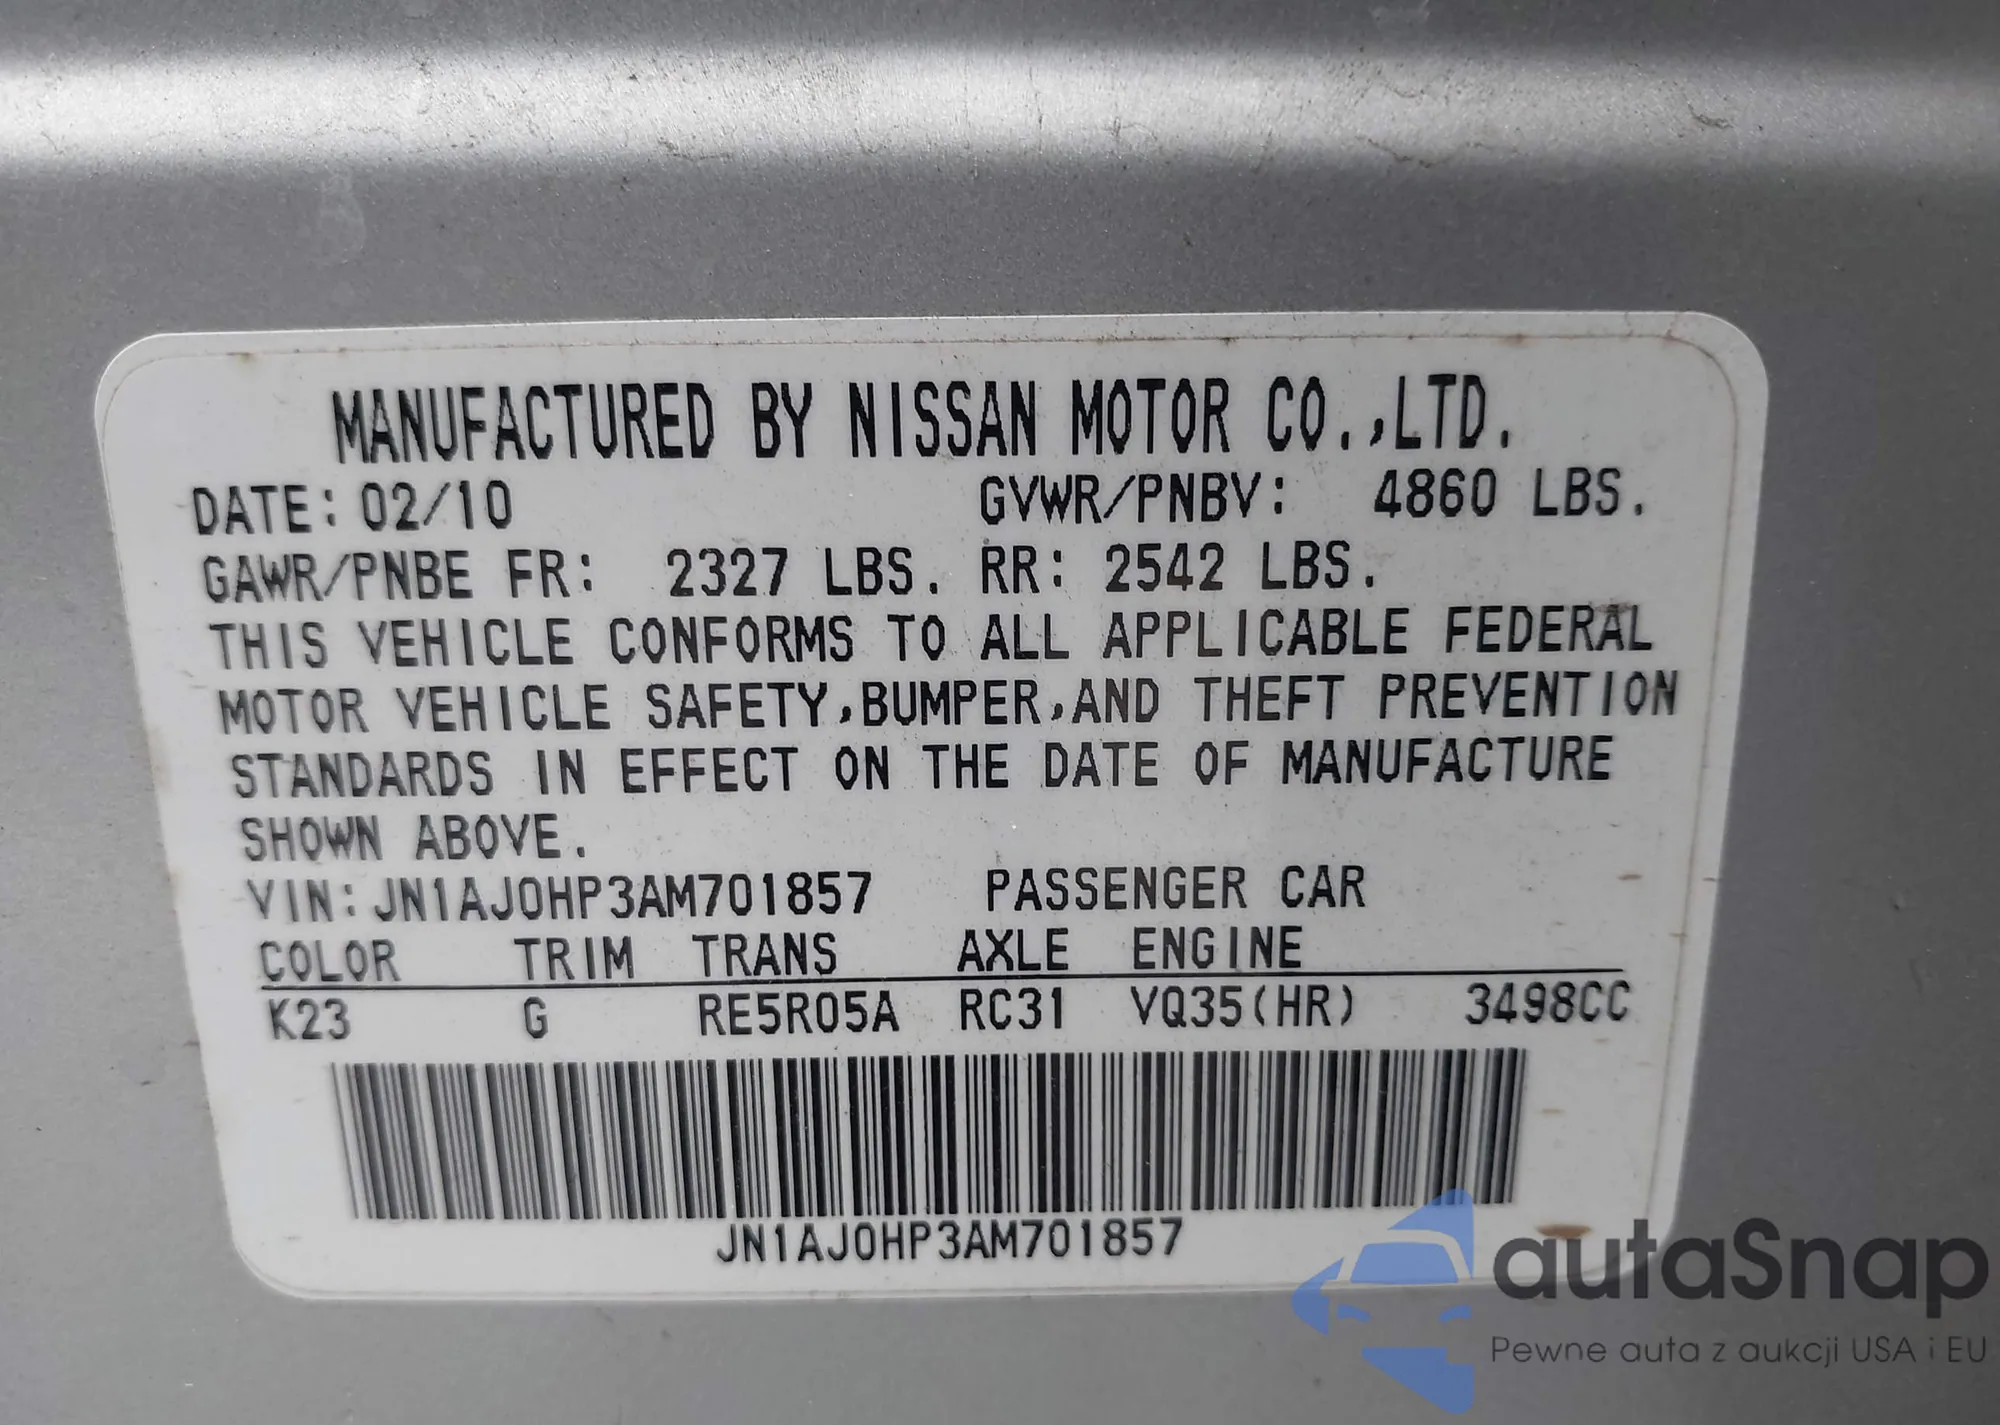 MANUFACTURED BY NISSAN MOTOR CO.,LTD.
DATE: 02/10 GVWR/PNBV: 4860 LBS.
GAWR/PNBE FR: 2327 LBS. RR: 2542 LBS.
THIS VEHICLE CONFORMS TO ALL APPLICABLE FEDERAL
MOTOR VEHICLE SAFETY,BUMPER,AND THEFT PREVENTION
STANDARDS IN EFFECT ON THE DATE OF MANUFACTURE
SHOWN ABOVE.
VIN:JN1AJ0HP3AM701857 PASSENGER CAR
COLOR TRIM TRANS AXLE ENGINE
K23 G RE5R05A RC31 VQ35(HR) 3498CC
JN1AJ0HP3AM701857
autaSnap
Pewne auta z aukcji USA i EU